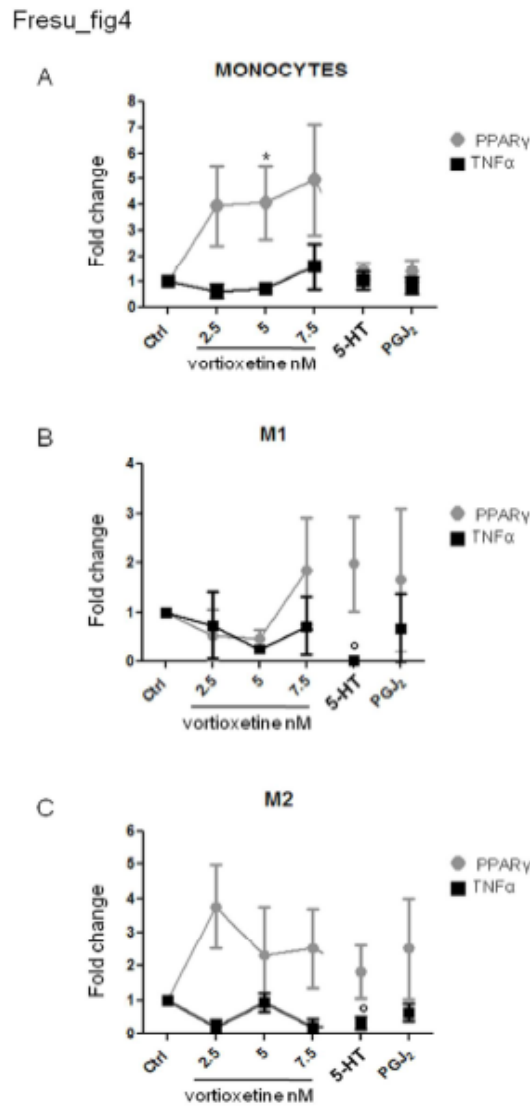 Fresu_fig4
A
MONOCYTES
8
7
6
5
4
3
2
1
0
Fold change
*
PPARγ
TNFα
Ctrl
2.5
5
7.5
5-HT
PGJ₂
vortioxetine nM
B
M1
4
3
2
1
0
Fold change
PPARγ
TNFα
Ctrl
2.5
5
7.5
5-HT
PGJ₂
vortioxetine nM
C
M2
6
5
4
3
2
1
0
Fold change
PPARγ
TNFα
Ctrl
2.5
5
7.5
5-HT
PGJ₂
vortioxetine nM